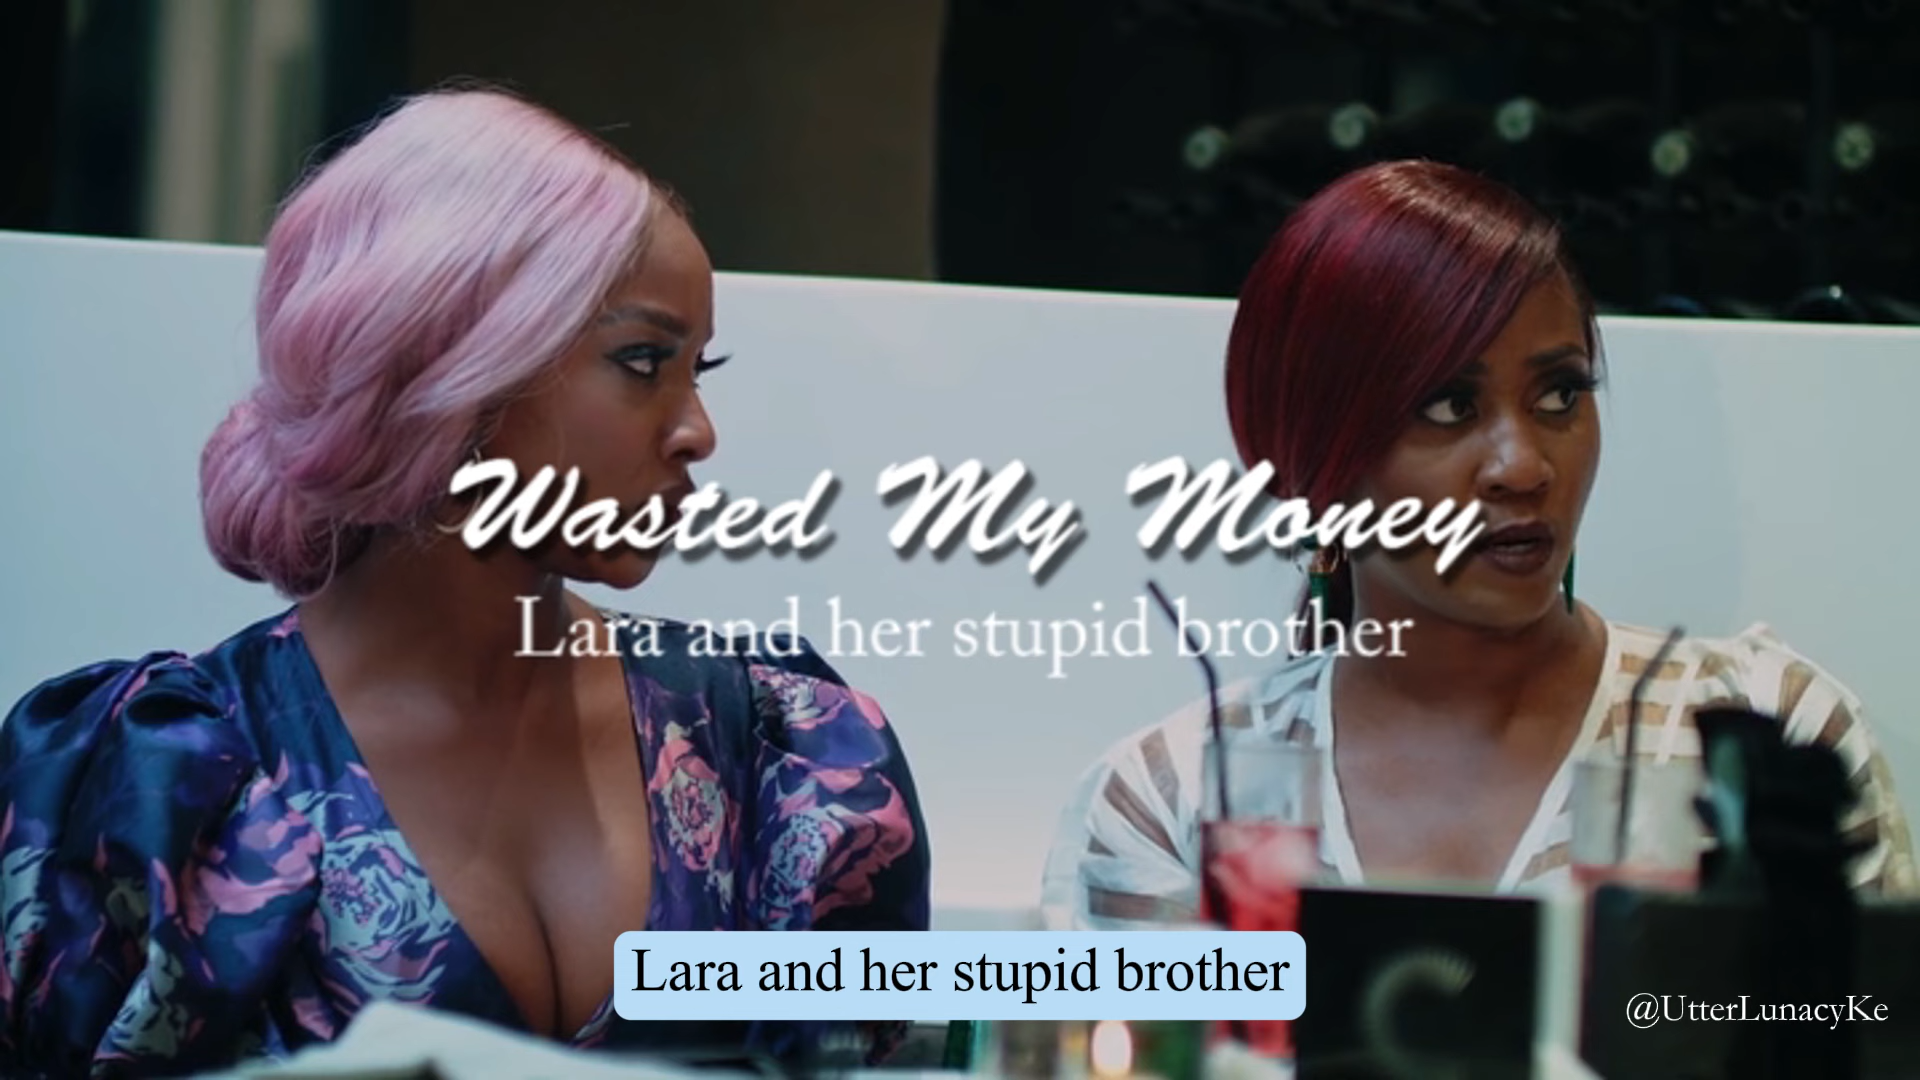 Wasted My Money
Lara and her stupid brother
Lara and her stupid brother
@UtterLunacyKe